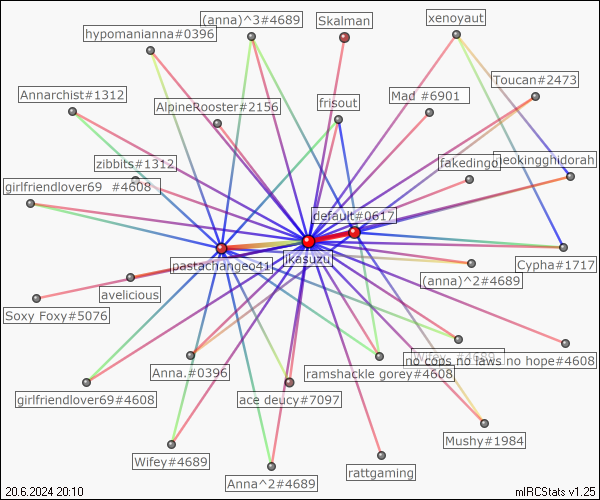 (anna)^3#4689
Skalman
xenoyaut
hypomanianna#0396
Toucan#2473
Annarchist#1312
AlpineRooster#2156
frisout
Mad #6901
zibbits#1312
fakedingo
neokingghidorah
girlfriendlover69 #4608
default#0617
pastachangeo41
ikasuzu
Cypha#1717
(anna)^2#4689
avelicious
Soxy Foxy#5076
Wifey #4689
no cops no laws no hope#4608
Anna.#0396
ramshackle gorey#4608
girlfriendlover69#4608
ace deucy#7097
Mushy#1984
Wifey#4689
Anna^2#4689
rattgaming
20.6.2024 20:10
mIRCStats v1.25